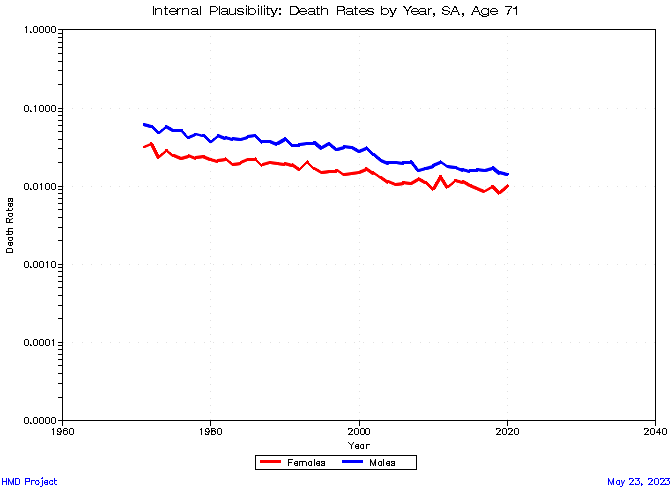 Internal Plausibility: Death Rates by Year, SA, Age 71
1.0000
0.1000
0.0100
0.0010
0.0001
0.0000
Death Rates
1960
1980
2000
2020
2040
Year
Females
Males
HMD Project
May 23, 2023